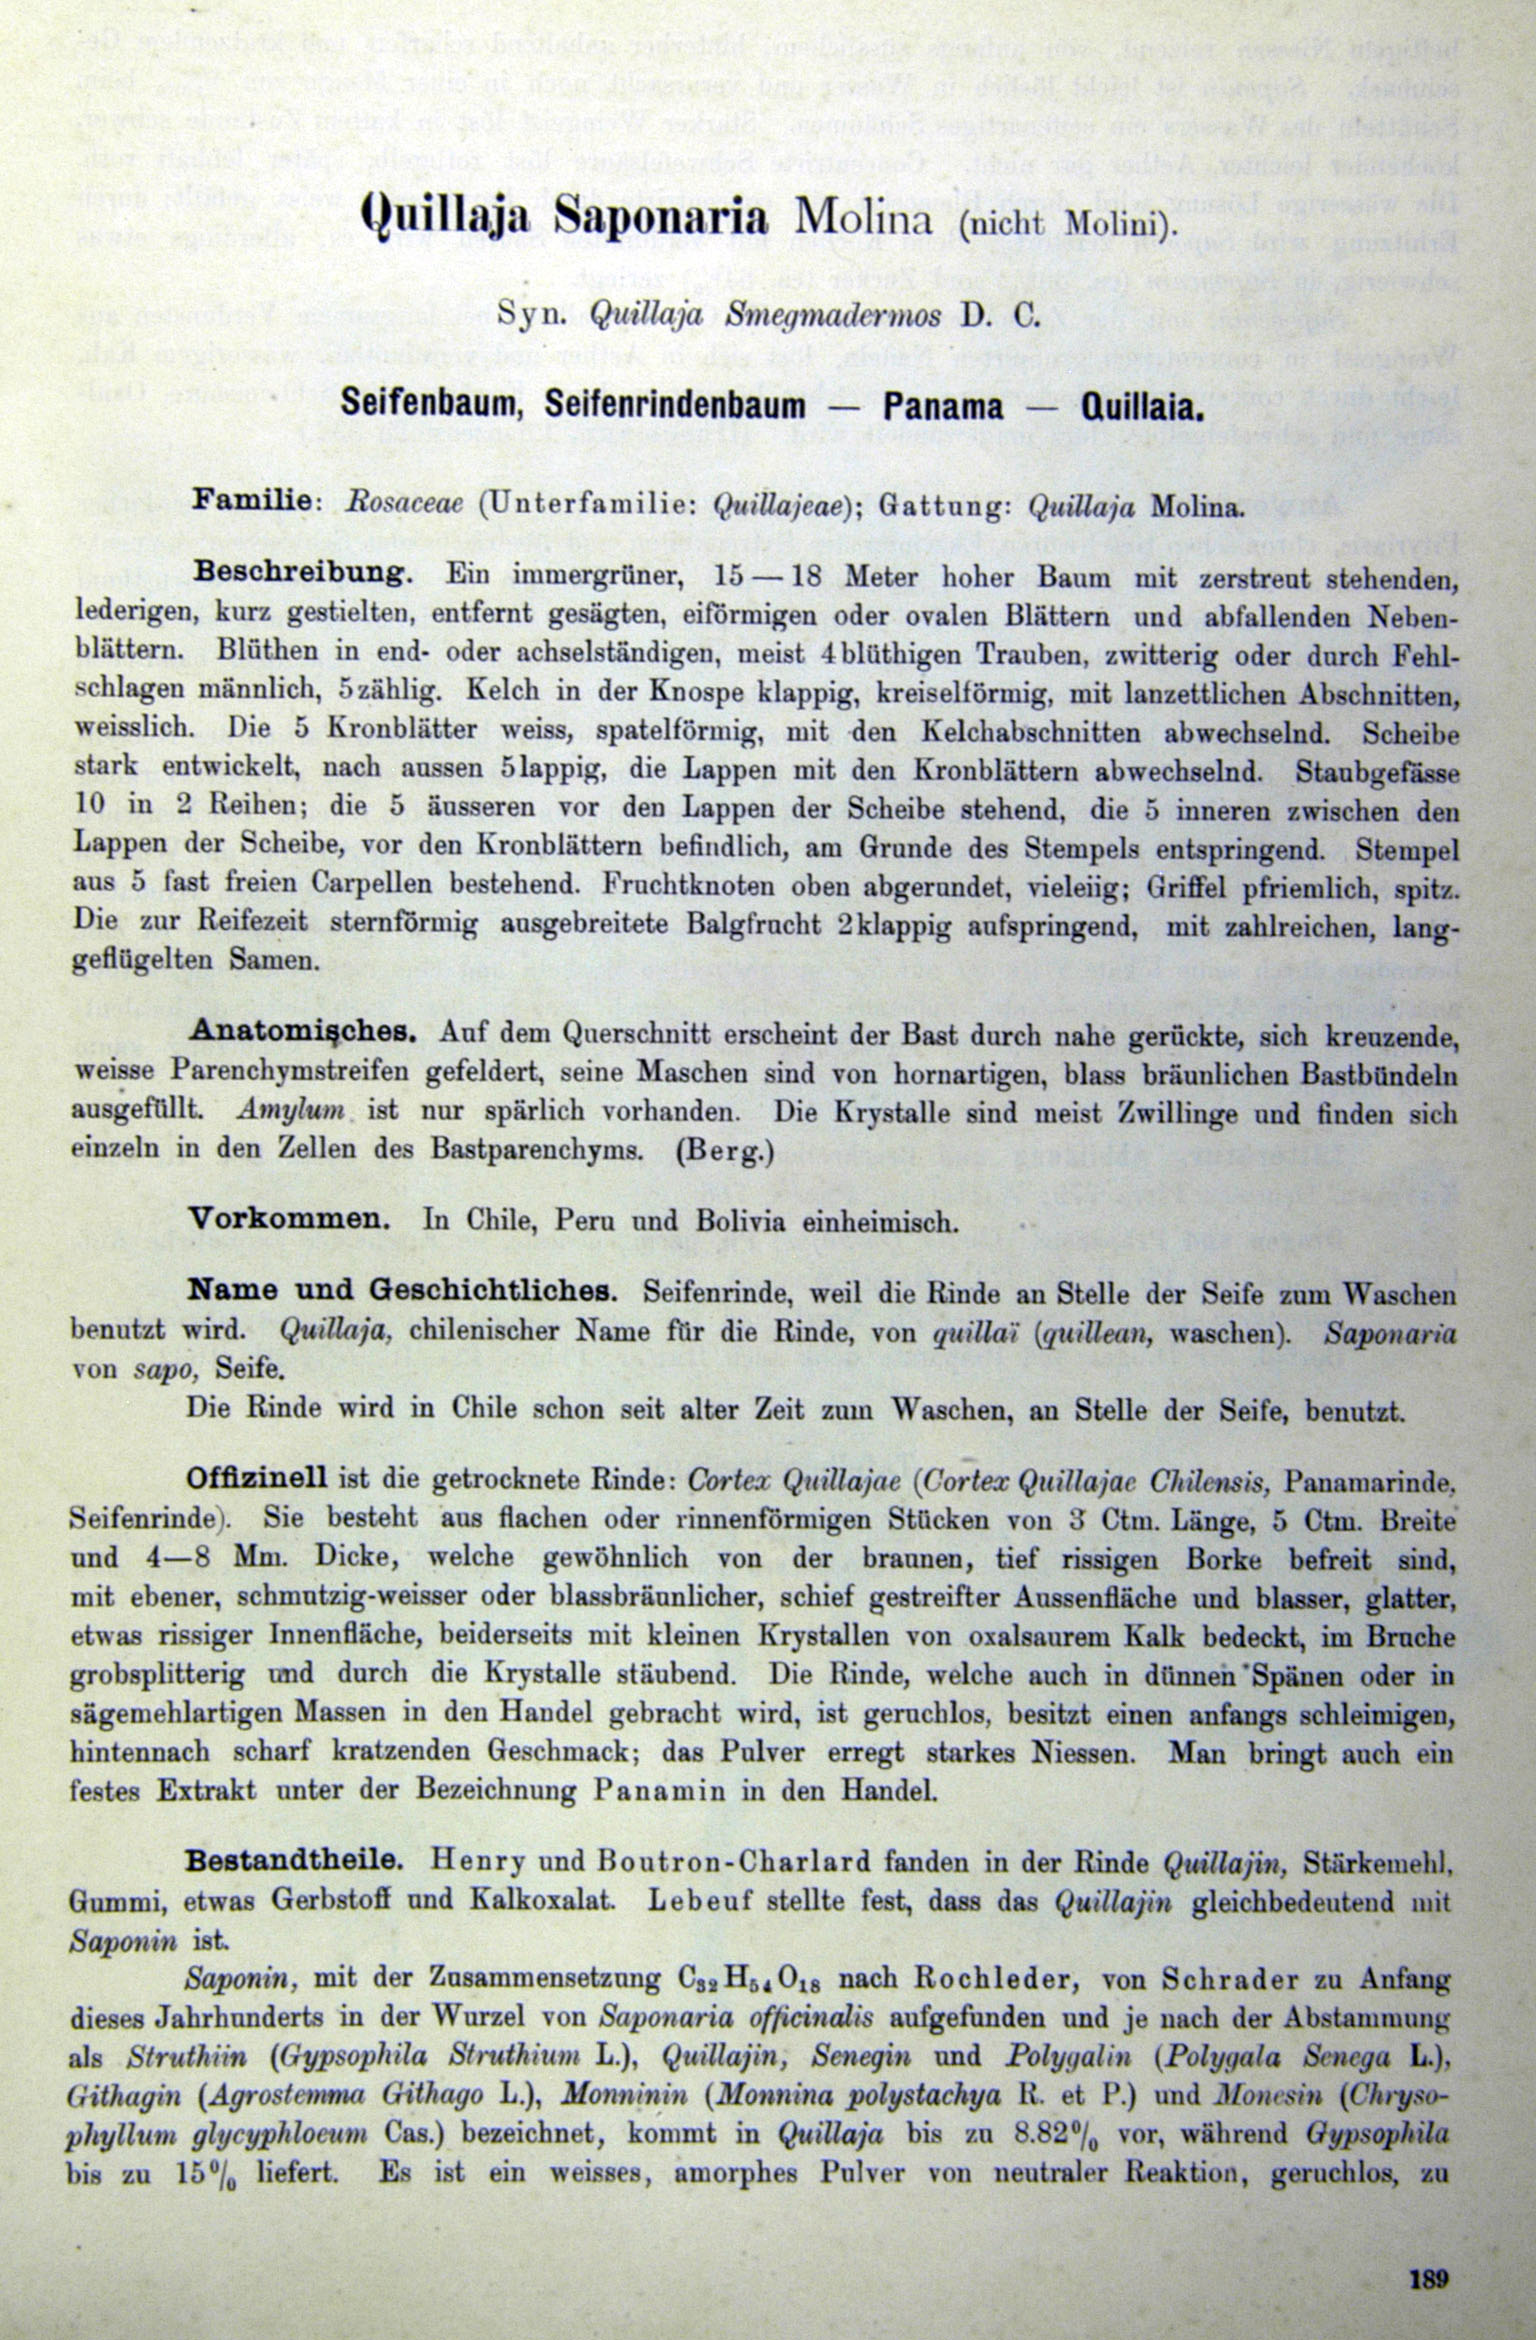 Quillaja Saponaria Molina (nicht Molini).
Syn. Quillaja Smegmadermos D. C.
Seifenbaum, Seifenrindenbaum — Panama — Quillaia.
Familie: Rosaceae (Unterfamilie: Quillajeae); Gattung: Quillaja Molina.
Beschreibung. Ein immergrüner, 15—18 Meter hoher Baum mit zerstreut stehenden,
lederigen, kurz gestielten, entfernt gesägten, eiförmigen oder ovalen Blättern und abfallenden Neben-
blättern. Blüthen in end- oder achselständigen, meist 4blüthigen Trauben, zwitterig oder durch Fehl-
schlagen männlich, 5zählig. Kelch in der Knospe klappig, kreiselförmig, mit lanzettlichen Abschnitten,
weisslich. Die 5 Kronblätter weiss, spatelförmig, mit den Kelchabschnitten abwechselnd. Scheibe
stark entwickelt, nach aussen 5lappig, die Lappen mit den Kronblättern abwechselnd. Staubgefässe
10 in 2 Reihen; die 5 äusseren vor den Lappen der Scheibe stehend, die 5 inneren zwischen den
Lappen der Scheibe, vor den Kronblättern befindlich, am Grunde des Stempels entspringend. Stempel
aus 5 fast freien Carpellen bestehend. Fruchtknoten oben abgerundet, vieleiig; Griffel pfriemlich, spitz.
Die zur Reifezeit sternförmig ausgebreitete Balgfrucht 2klappig aufspringend, mit zahlreichen, lang-
geflügelten Samen.
Anatomisches. Auf dem Querschnitt erscheint der Bast durch nahe gerückte, sich kreuzende,
weisse Parenchymstreifen gefeldert, seine Maschen sind von hornartigen, blass bräunlichen Bastbündeln
ausgefüllt. Amylum ist nur spärlich vorhanden. Die Krystalle sind meist Zwillinge und finden sich
einzeln in den Zellen des Bastparenchyms. (Berg.)
Vorkommen. In Chile, Peru und Bolivia einheimisch.
Name und Geschichtliches. Seifenrinde, weil die Rinde an Stelle der Seife zum Waschen
benutzt wird. Quillaja, chilenischer Name für die Rinde, von quillaï (quillean, waschen). Saponaria
von sapo, Seife.
Die Rinde wird in Chile schon seit alter Zeit zum Waschen, an Stelle der Seife, benutzt.
Offizinell ist die getrocknete Rinde: Cortex Quillajae (Cortex Quillajae Chilensis, Panamarinde,
Seifenrinde). Sie besteht aus flachen oder rinnenförmigen Stücken von 3 Ctm. Länge, 5 Ctm. Breite
und 4—8 Mm. Dicke, welche gewöhnlich von der braunen, tief rissigen Borke befreit sind,
mit ebener, schmutzig-weisser oder blassbräunlicher, schief gestreifter Aussenfläche und blasser, glatter,
etwas rissiger Innenfläche, beiderseits mit kleinen Krystallen von oxalsaurem Kalk bedeckt, im Bruche
grobsplitterig und durch die Krystalle stäubend. Die Rinde, welche auch in dünnen Spänen oder in
sägemehlartigen Massen in den Handel gebracht wird, ist geruchlos, besitzt einen anfangs schleimigen,
hintennach scharf kratzenden Geschmack; das Pulver erregt starkes Niessen. Man bringt auch ein
festes Extrakt unter der Bezeichnung Panamin in den Handel.
Bestandtheile. Henry und Boutron-Charlard fanden in der Rinde Quillajin, Stärkemehl,
Gummi, etwas Gerbstoff und Kalkoxalat. Lebeuf stellte fest, dass das Quillajin gleichbedeutend mit
Saponin ist.
Saponin, mit der Zusammensetzung C₃₂H₅₄O₁₈ nach Rochleder, von Schrader zu Anfang
dieses Jahrhunderts in der Wurzel von Saponaria officinalis aufgefunden und je nach der Abstammung
als Struthiin (Gypsophila Struthium L.), Quillajin, Senegin und Polygalin (Polygala Senega L.),
Githagin (Agrostemma Githago L.), Monninin (Monnina polystachya R. et P.) und Monesin (Chryso-
phyllum glycyphloeum Cas.) bezeichnet, kommt in Quillaja bis zu 8.82% vor, während Gypsophila
bis zu 15% liefert. Es ist ein weisses, amorphes Pulver von neutraler Reaktion, geruchlos, zu
189